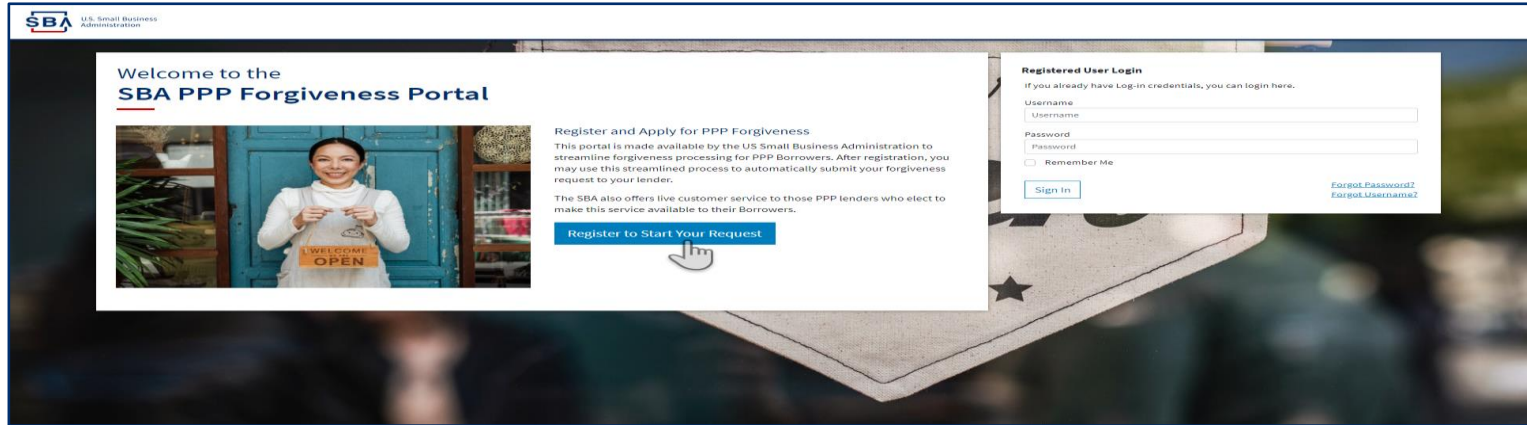 SBA U.S. Small Business
Administration
Welcome to the
SBA PPP Forgiveness Portal
Register and Apply for PPP Forgiveness
This portal is made available by the US Small Business Administration to
streamline forgiveness processing for PPP Borrowers. After registration, you
may use this streamlined process to automatically submit your forgiveness
request to your lender.
The SBA also offers live customer service to those PPP lenders who elect to
make this service available to their Borrowers.
Register to Start Your Request
WELCOME
OPEN
Registered User Login
If you already have Log-in credentials, you can login here.
Username
Username
Password
Password
Remember Me
Sign In
Forgot Password?
Forgot Username?